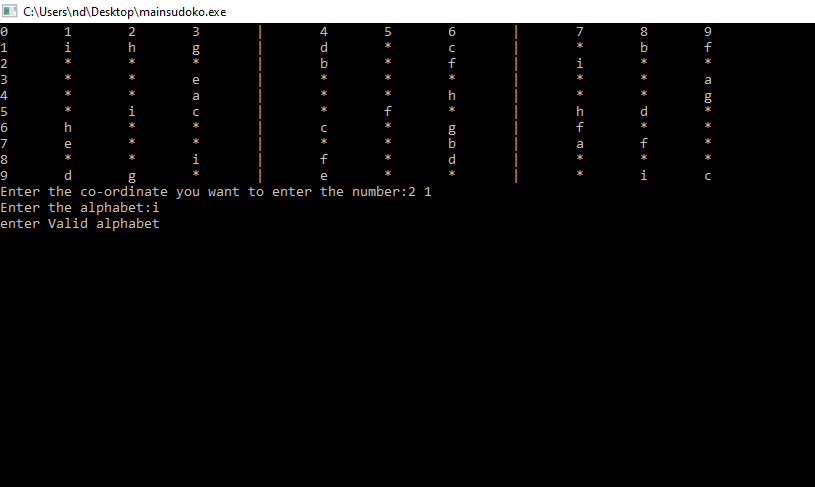 C:\Users\nd\Desktop\mainsudoko.exe
0 1 2 3 | 4 5 6 | 7 8 9
1 i h g | d * c | * b f
2 * * * | b * f | i * *
3 * * e | * * * | * * a
4 * * a | * * h | * * g
5 * i c | * f * | h d *
6 h * * | c * g | f * *
7 e * * | * * b | a f *
8 * * i | f * d | * * *
9 d g * | e * * | * i c
Enter the co-ordinate you want to enter the number:2 1
Enter the alphabet:i
enter Valid alphabet